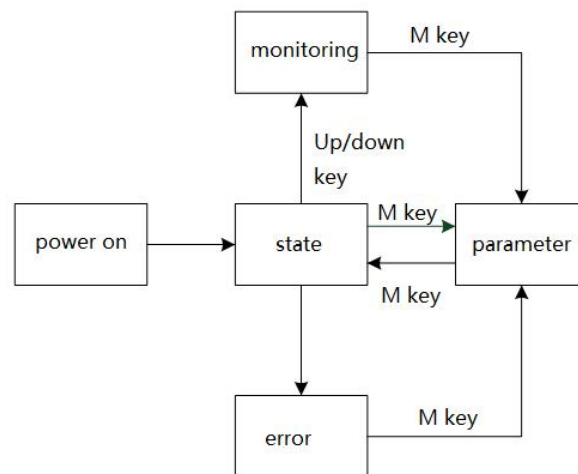 monitoring
M key
Up/down
key
power on
state
M key
parameter
M key
error
M key